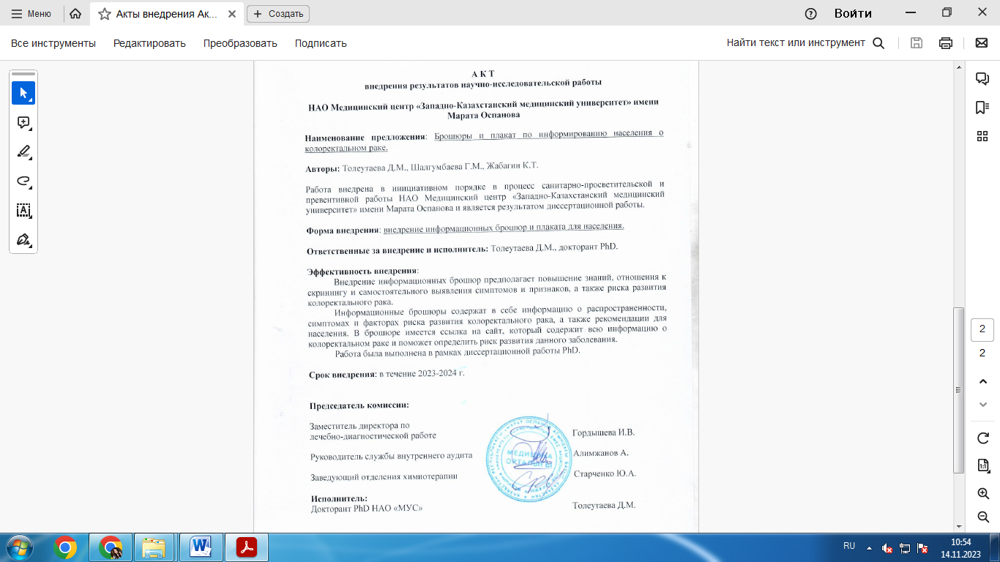 Меню
Акты внедрения Ак...
Создать
Войти
Все инструменты
Редактировать
Преобразовать
Подписать
Найти текст или инструмент
А К Т
внедрения результатов научно-исследовательской работы
НАО Медицинский центр «Западно-Казахстанский медицинский университет» имени
Марата Оспанова
Наименование предложения: Брошюры и плакат по информированию населения о
колоректальном раке.
Авторы: Толеутаева Д.М., Шалгумбаева Г.М., Жабагин К.Т.
Работа внедрена в инициативном порядке в процесс санитарно-просветительской и
превентивной работы НАО Медицинский центр «Западно-Казахстанский медицинский
университет» имени Марата Оспанова и является результатом диссертационной работы.
Форма внедрения: внедрение информационных брошюр и плаката для населения.
Ответственные за внедрение и исполнитель: Толеутаева Д.М., докторант PhD.
Эффективность внедрения:
Внедрение информационных брошюр предполагает повышение знаний, отношения к
скринингу и самостоятельного выявления симптомов и признаков, а также риска развития
колоректального рака.
Информационные брошюры содержат в себе информацию о распространенности,
симптомах и факторах риска развития колоректального рака, а также рекомендации для
населения. В брошюре имеется ссылка на сайт, который содержит всю информацию о
колоректальном раке и поможет определить риск развития данного заболевания.
Работа была выполнена в рамках диссертационной работы PhD.
Срок внедрения: в течение 2023-2024 г.
Председатель комиссии:
Заместитель директора по
лечебно-диагностической работе
Гордышева И.В.
Руководитель службы внутреннего аудита
Алимжанов А.
Заведующий отделения химиотерапии
Старченко Ю.А.
МЕДИЦИНА
ОРТАЛЫҒЫ
Исполнитель:
Докторант PhD НАО «МУС»
Толеутаева Д.М.
2
2
1:1
RU
10:54
14.11.2023